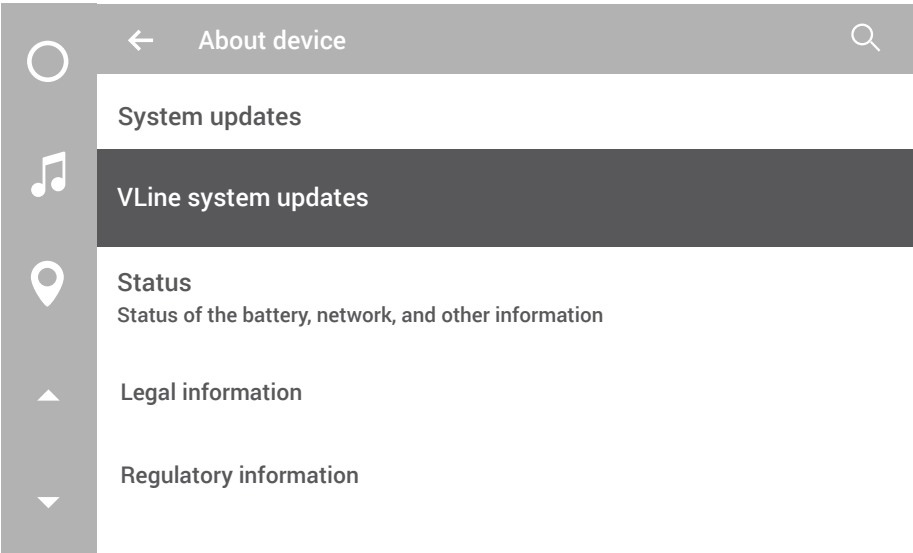 About device
System updates
VLine system updates
Status
Status of the battery, network, and other information
Legal information
Regulatory information